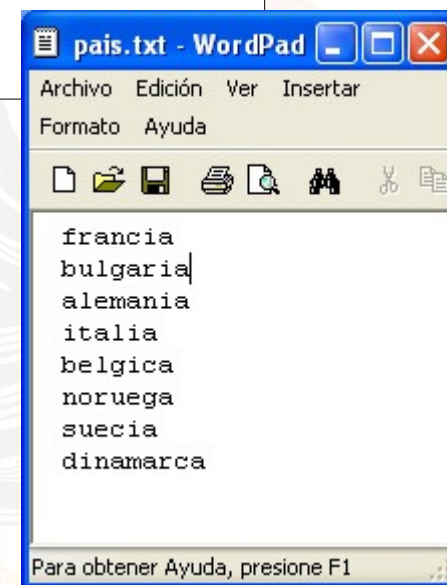 pais.txt - WordPad
Archivo Edición Ver Insertar
Formato Ayuda
francia
bulgaria
alemania
italia
belgica
noruega
suecia
dinamarca
Para obtener Ayuda, presione F1